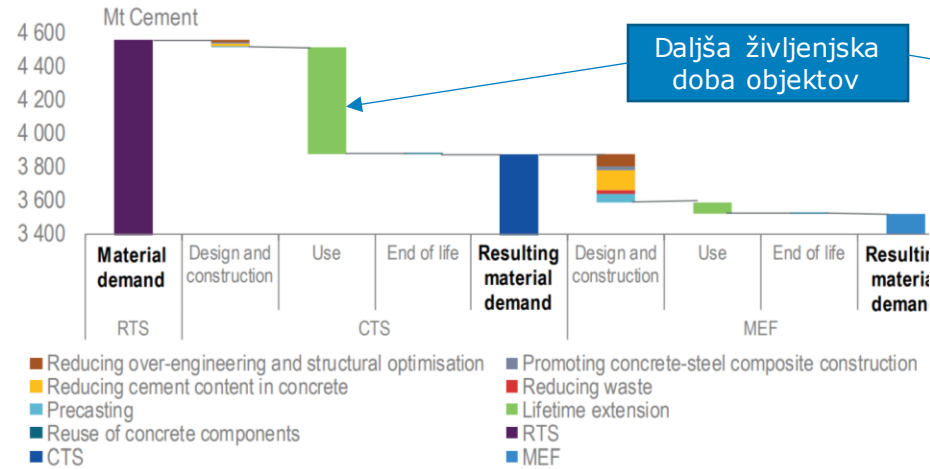 Mt Cement
4 600
4 400
4 200
4 000
3 800
3 600
3 400
Daljša življenjska
doba objektov
Material
demand
Design and
construction
Use
End of life
Resulting
material
demand
Design and
construction
Use
End of life
Resultin
materia
deman
RTS
CTS
MEF
Reducing over-engineering and structural optimisation
Promoting concrete-steel composite construction
Reducing cement content in concrete
Reducing waste
Precasting
Lifetime extension
Reuse of concrete components
RTS
CTS
MEF